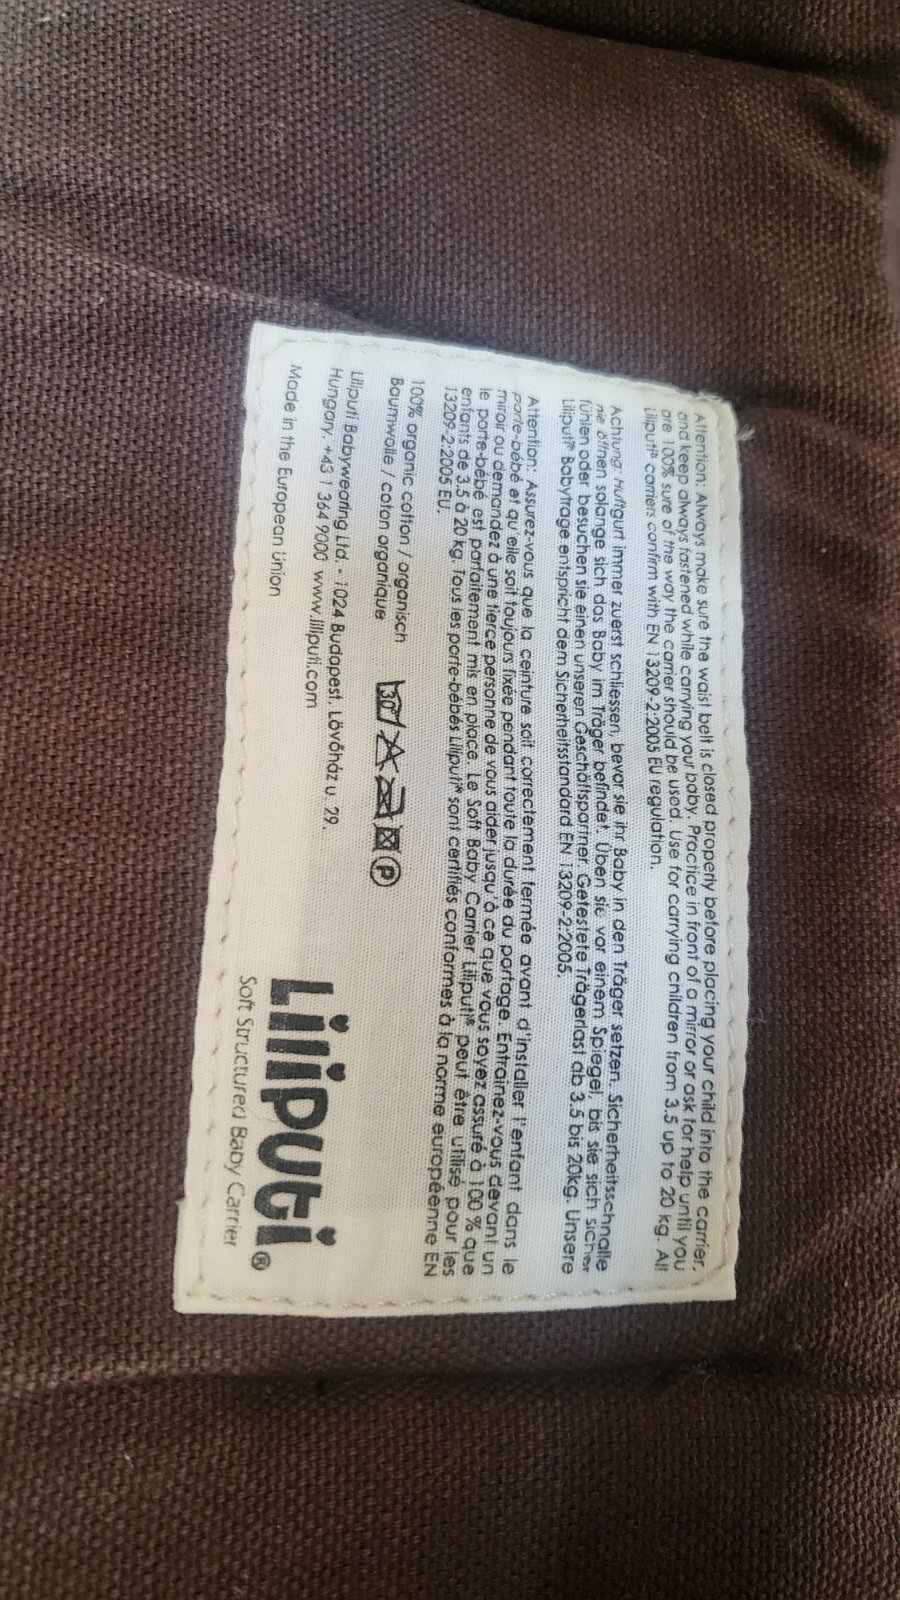 Attention: Always make sure the waist belt is closed properly before placing your child into the carrier,
and keep always fastened while carrying your baby. Practice in front of a mirror or ask for help until you
are 100% sure of the way the carrier should be used. Use for carrying children from 3.5 up to 20 kg. All
Liliputi® carriers confirm with EN 13209-2:2005 EU regulation.
Achtung: Hüftgurt immer zuerst schliessen, bevor sie ihr Baby in den Träger setzen. Sicherheitsschnalle
nie öffnen solange sich das Baby im Träger befindet. Üben sie vor einem Spiegel, bis sie sich sicher
fühlen oder besuchen sie einen unseren Geschäftspartner. Getestete Trägerlast ab 3.5 bis 20kg. Unsere
Liliputi® Babytrage entspricht dem Sicherheitsstandard EN 13209-2:2005.
Attention: Assurez-vous que la ceinture soit correctement fermée avant d'installer l'enfant dans le
porte-bébé et qu'elle soit toujours fixée pendant toute la durée du portage. Entrainez-vous devant un
miroir ou demandez à une tierce personne de vous aider jusqu'à ce que vous soyez assuré à 100 % que
le porte-bébé est parfaitement mis en place. Le Soft Baby Carrier Liliputi® peut être utilisé pour les
enfants de 3.5 à 20 kg. Tous les porte-bébés Liliputi® sont certifiés conformes à la norme européenne EN
13209-2:2005 EU.
100% organic cotton / organisch
Baumwolle / coton organique
30° P
Liliputi Babywearing Ltd. - 1024 Budapest, Lövőház u. 29.
Hungary, +43 1 364 9000 www.liliputi.com
Made in the European Union
Liliputi®
Soft Structured Baby Carrier